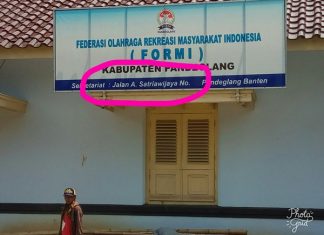 FEDERASI OLAHRAGA REKREASI MASYARAKAT INDONESIA
( FORMI )
KABUPATEN PANDEGLANG
Sekretariat : Jalan A. Satriawijaya No. Pandeglang Banten
Photo Grid